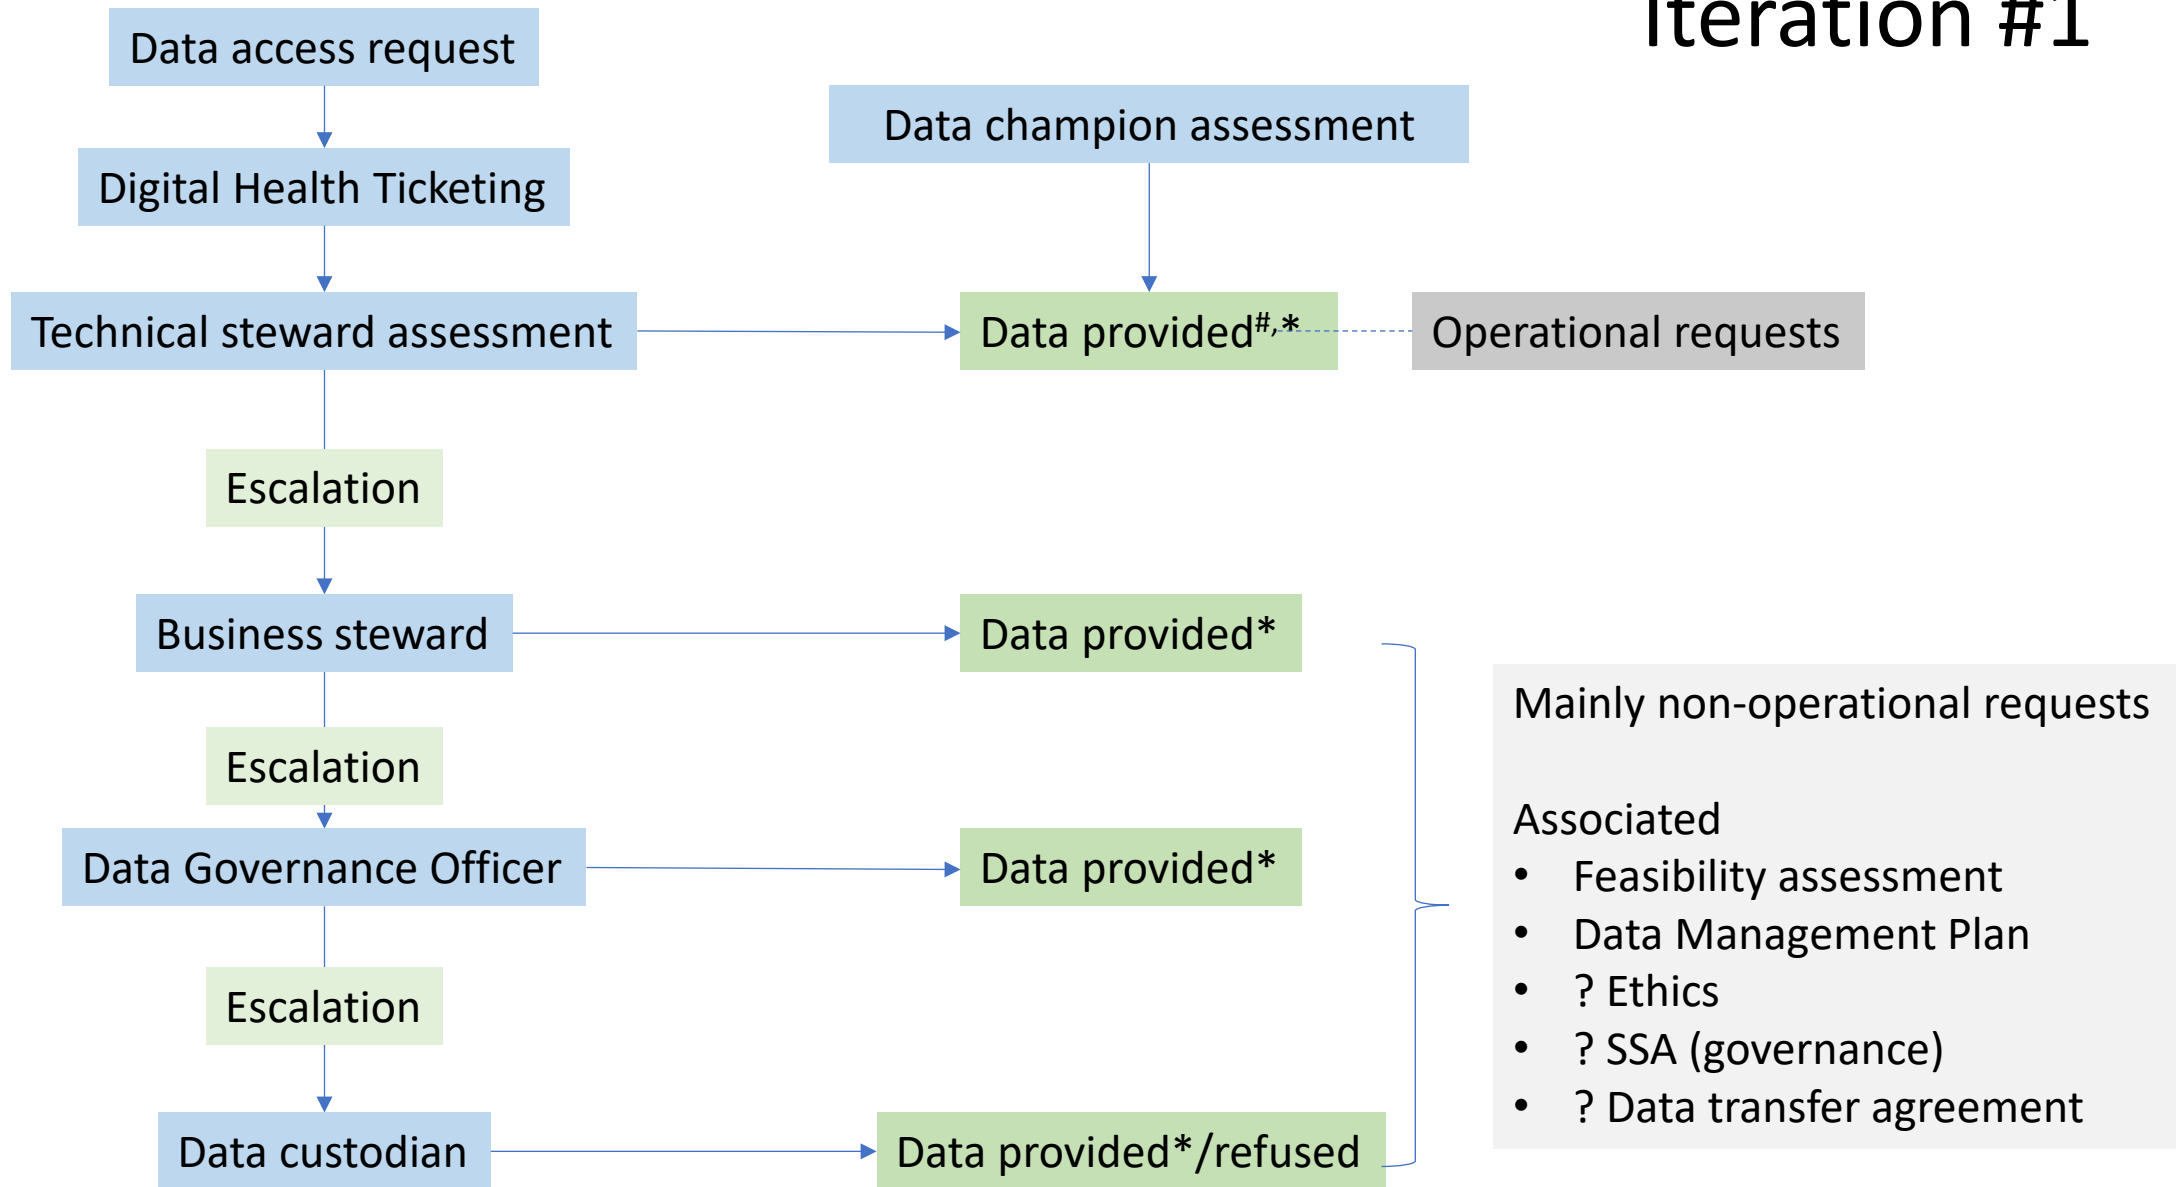 Iteration #1
Data access request
Data champion assessment
Digital Health Ticketing
Technical steward assessment
Data provided#,*
Operational requests
Escalation
Business steward
Data provided*
Escalation
Data Governance Officer
Data provided*
Escalation
Data custodian
Data provided*/refused
Mainly non-operational requests
Associated
• Feasibility assessment
• Data Management Plan
• ? Ethics
• ? SSA (governance)
• ? Data transfer agreement